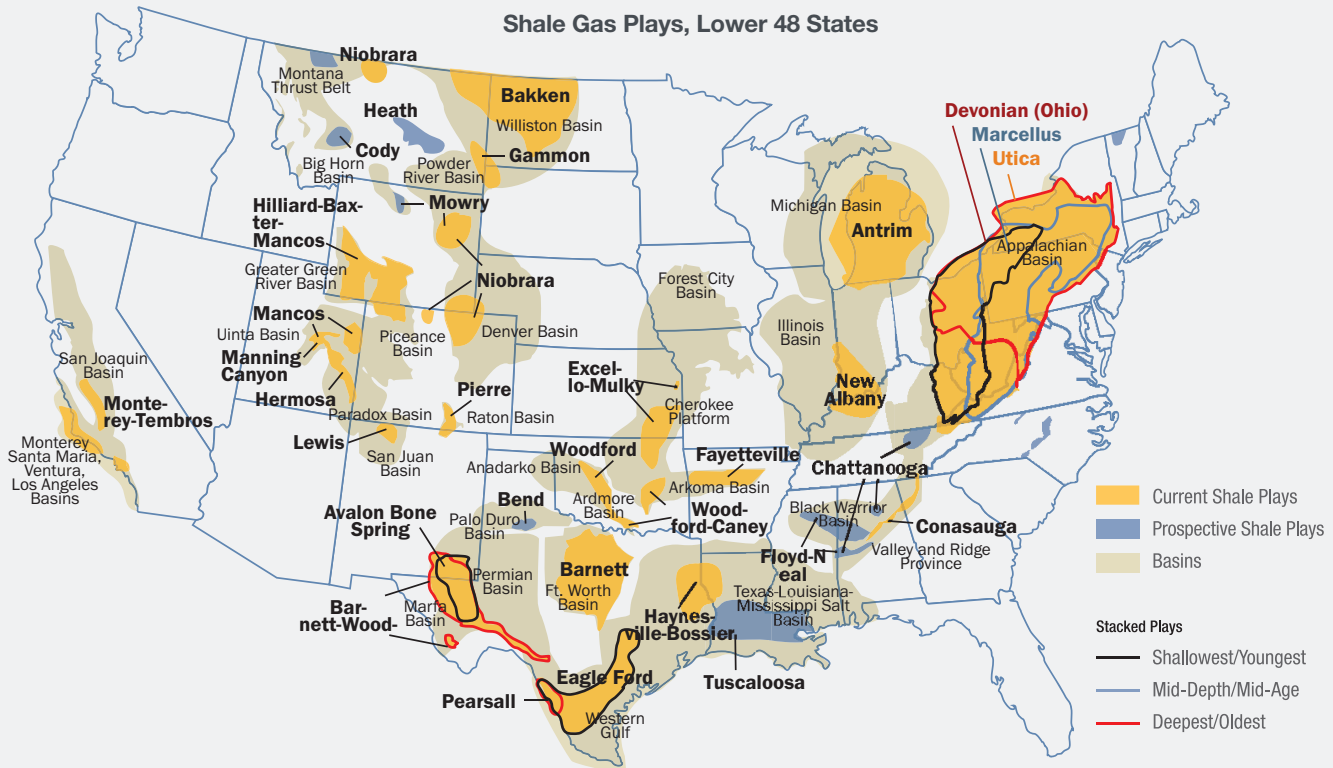 Shale Gas Plays, Lower 48 States
Niobrara
Montana
Thrust Belt
Heath
Bakken
Williston Basin
Cody
Big Horn
Basin
Powder
River Basin
Gammon
Mowry
Hilliard-Bax-
ter-
Mancos
Greater Green
River Basin
Niobrara
Mancos
Uinta Basin
Manning
Canyon
Piceance
Basin
Denver Basin
Hermosa
Paradox Basin
Pierre
Raton Basin
Lewis
San Juan
Basin
San Joaquin
Basin
Monte-
rey-Tembros
Monterey
Santa Maria,
Ventura,
Los Angeles
Basins
Forest City
Basin
Excel-
lo-Mulky
Cherokee
Platform
Woodford
Anadarko Basin
Fayetteville
Arkoma Basin
Ardmore
Basin
Wood-
ford-Caney
Bend
Palo Duro
Basin
Avalon Bone
Spring
Permian
Basin
Bar-
nett-Wood-
Marfa
Basin
Barnett
Ft. Worth
Basin
Haynes-
ville-Bossier
Texas-Louisiana-
Mississippi Salt
Basin
Eagle Ford
Pearsall
Western
Gulf
Tuscaloosa
Michigan Basin
Antrim
Illinois
Basin
New
Albany
Devonian (Ohio)
Marcellus
Utica
Appalachian
Basin
Chattanooga
Black Warrior
Basin
Conasauga
Floyd-N
eal
Valley and Ridge
Province
Current Shale Plays
Prospective Shale Plays
Basins
Stacked Plays
Shallowest/Youngest
Mid-Depth/Mid-Age
Deepest/Oldest